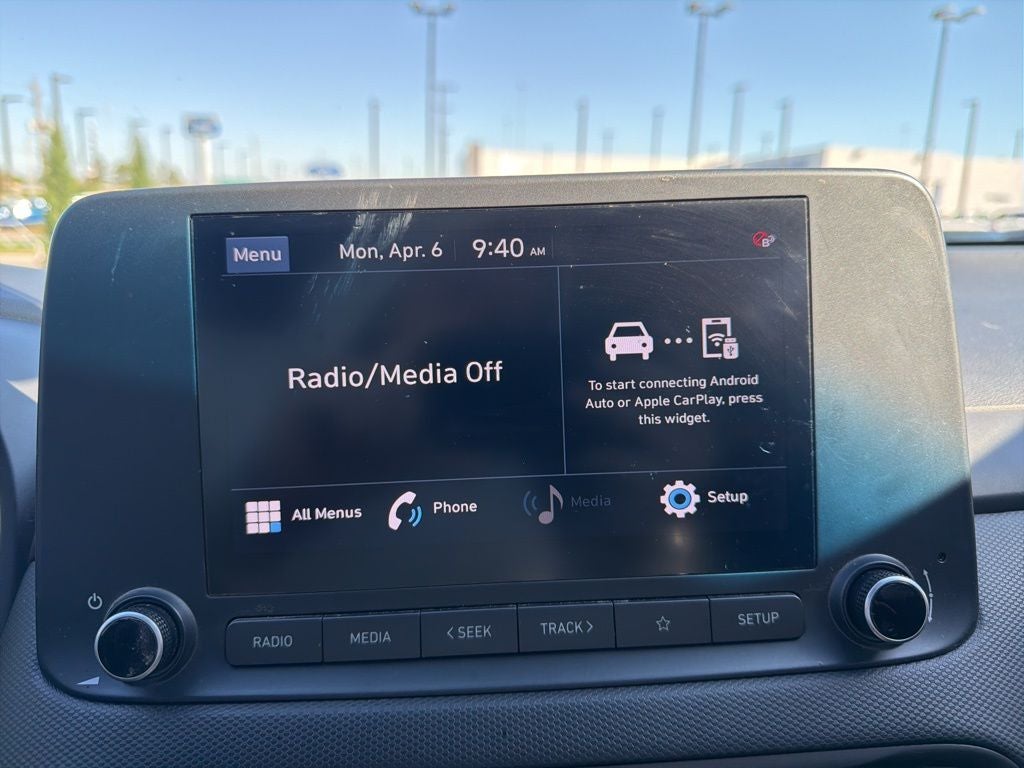 Menu Mon, Apr. 6 9:40 AM
Radio/Media Off
To start connecting Android
Auto or Apple CarPlay, press
this widget.
All Menus Phone Media Setup
RADIO MEDIA < SEEK TRACK > SETUP